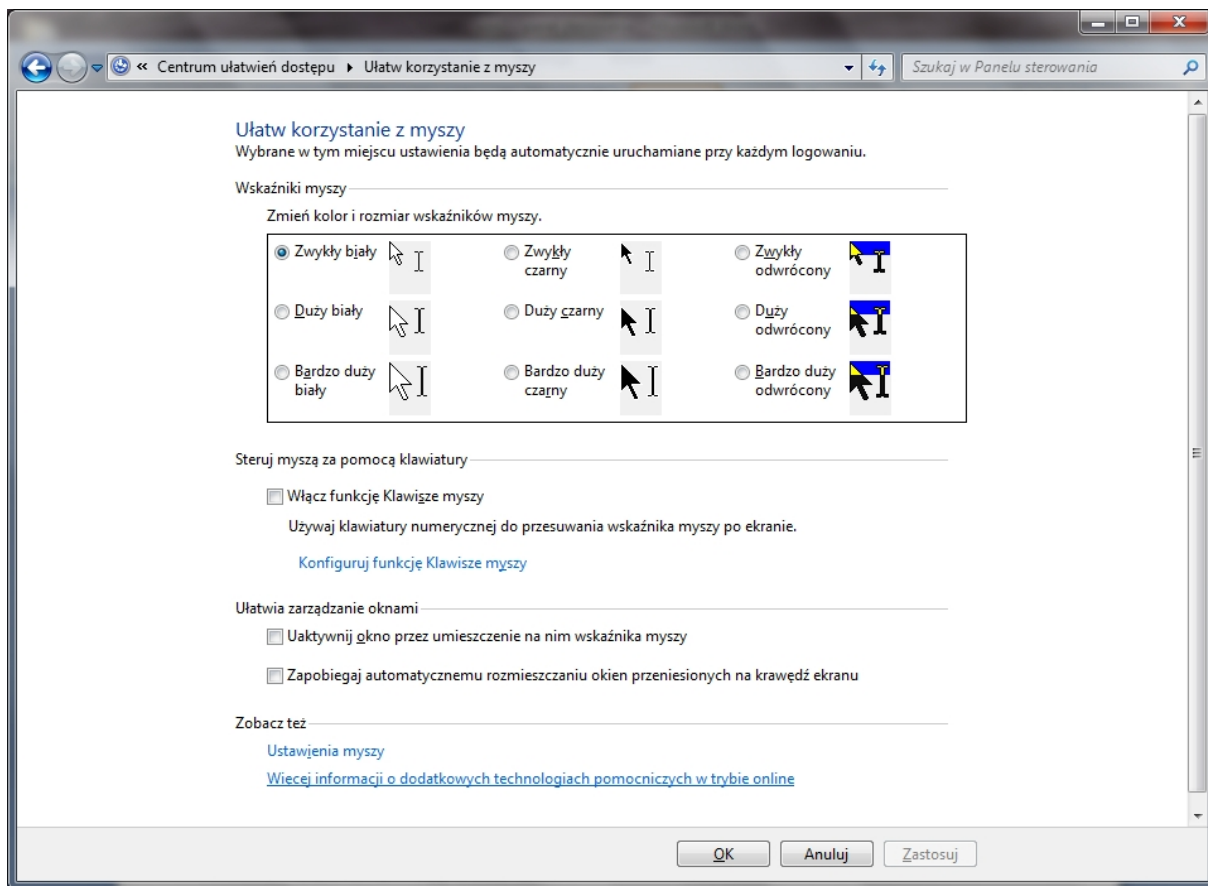 « Centrum ułatwień dostępu ▸ Ułatw korzystanie z myszy
Szukaj w Panelu sterowania
Ułatw korzystanie z myszy
Wybrane w tym miejscu ustawienia będą automatycznie uruchamiane przy każdym logowaniu.
Wskaźniki myszy
Zmień kolor i rozmiar wskaźników myszy.
Zwykły biały
Zwykły
czarny
Zwykły
odwrócony
Duży biały
Duży czarny
Duży
odwrócony
Bardzo duży
biały
Bardzo duży
czarny
Bardzo duży
odwrócony
Steruj myszą za pomocą klawiatury
Włącz funkcję Klawisze myszy
Używaj klawiatury numerycznej do przesuwania wskaźnika myszy po ekranie.
Konfiguruj funkcję Klawisze myszy
Ułatwia zarządzanie oknami
Uaktywnij okno przez umieszczenie na nim wskaźnika myszy
Zapobiegaj automatycznemu rozmieszczaniu okien przeniesionych na krawędź ekranu
Zobacz też
Ustawienia myszy
Wiecej informacji o dodatkowych technologiach pomocniczych w trybie online
OK
Anuluj
Zastosuj